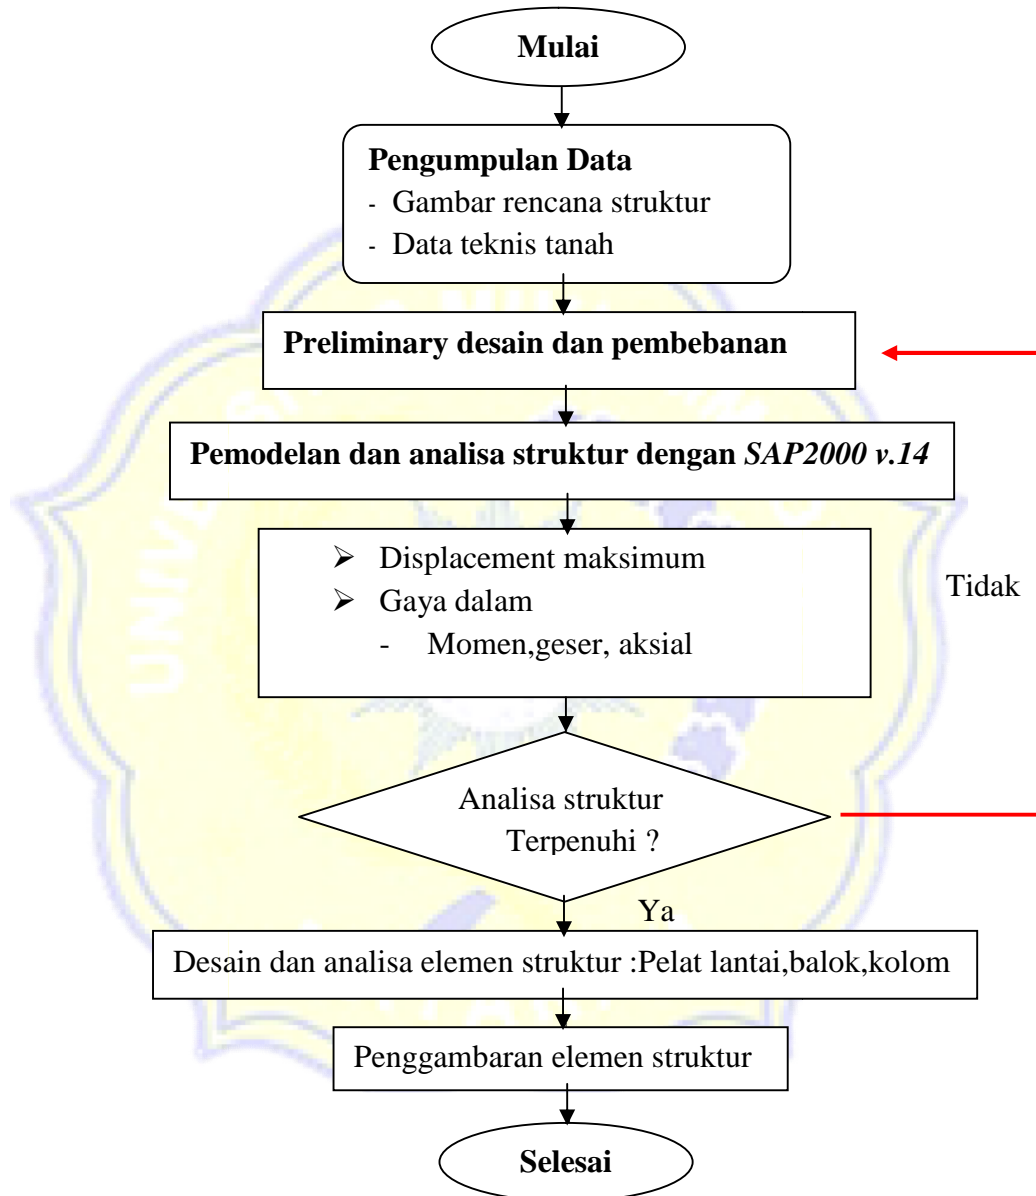 Mulai
Pengumpulan Data
- Gambar rencana struktur
- Data teknis tanah
Preliminary desain dan pembebanan
Pemodelan dan analisa struktur dengan SAP2000 v.14
➢ Displacement maksimum
➢ Gaya dalam
- Momen,geser, aksial
Tidak
Analisa struktur
Terpenuhi ?
Ya
Desain dan analisa elemen struktur :Pelat lantai,balok,kolom
Penggambaran elemen struktur
Selesai